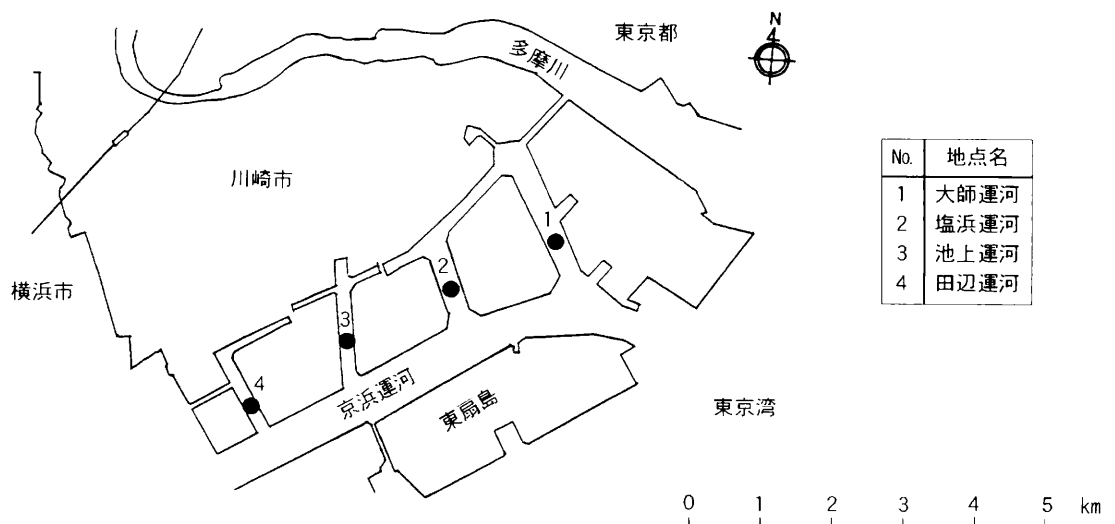 N
東京都
多摩川
川崎市
横浜市
1
2
3
4
京浜運河
東扇島
東京湾
No. 地点名
1 大師運河
2 塩浜運河
3 池上運河
4 田辺運河
0 1 2 3 4 5 km